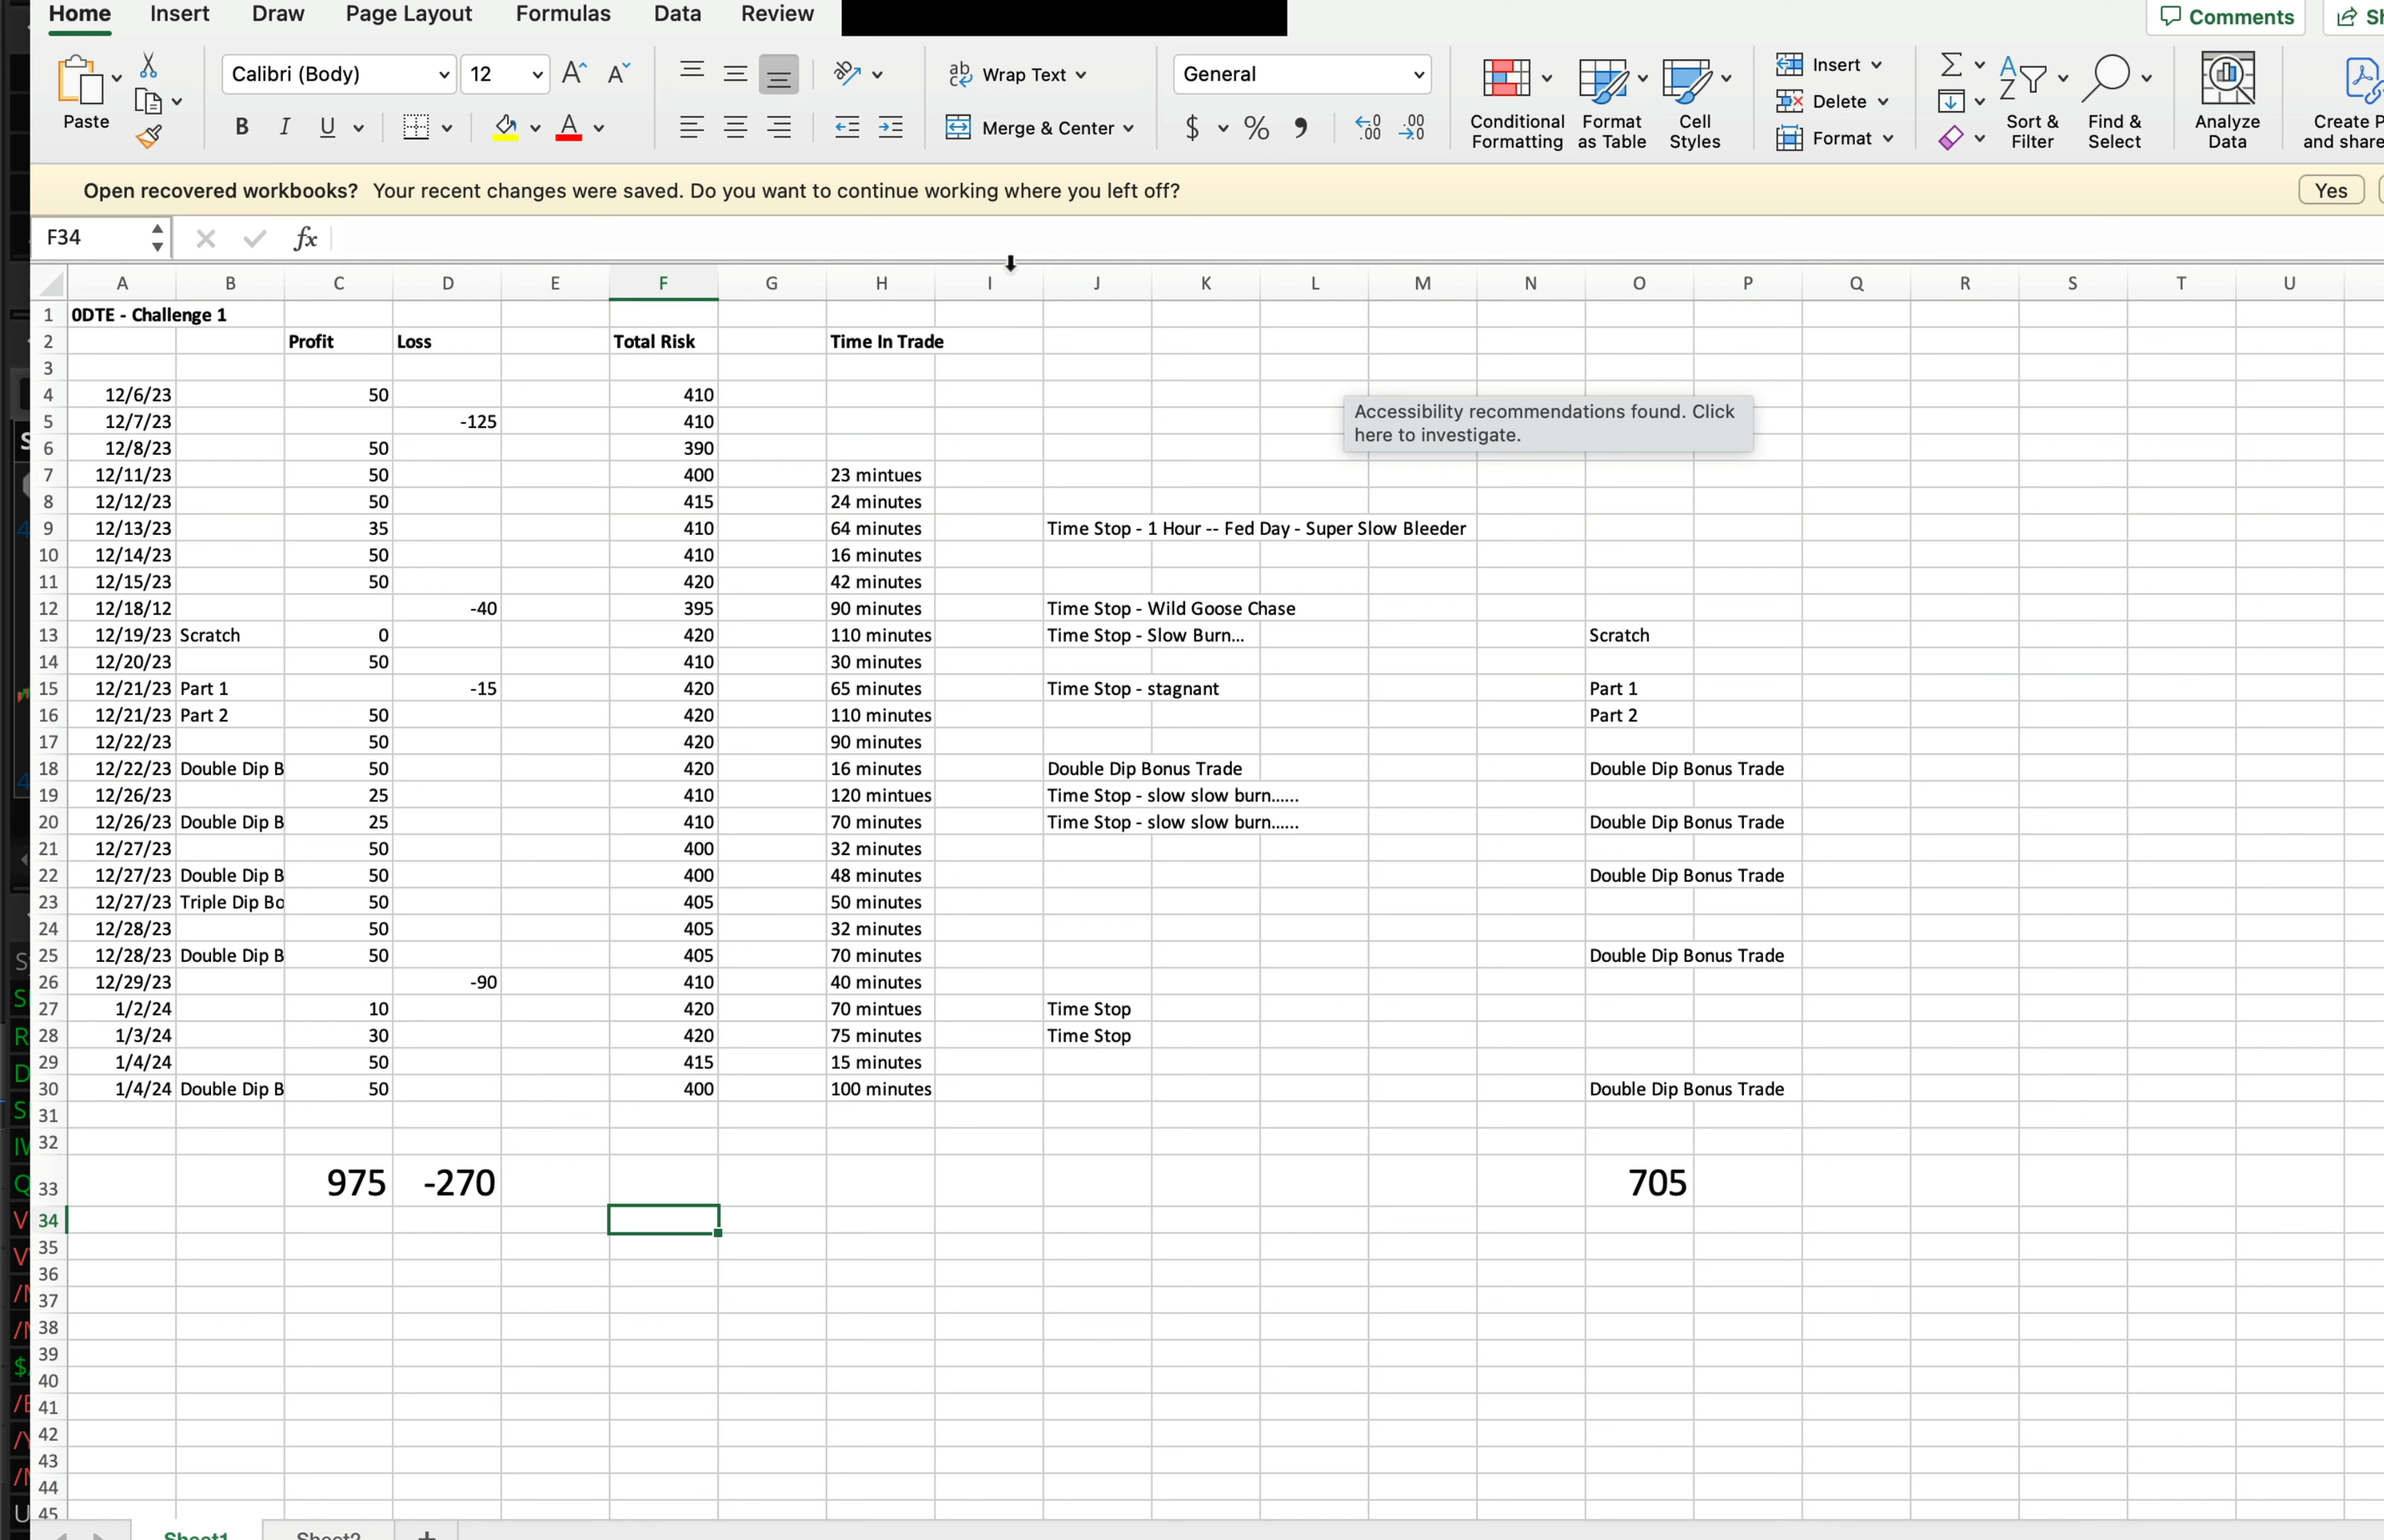 Home Insert Draw Page Layout Formulas Data Review Comments
Paste Calibri (Body) 12 Wrap Text General Insert
B I U Merge & Center $ % Conditional Formatting Format as Table Cell Styles Delete Format Sort & Filter Find & Select Analyze Data
Open recovered workbooks? Your recent changes were saved. Do you want to continue working where you left off? Yes
F34 fx
A B C D E F G H I J K L M N O P Q R S T U
1 0DTE - Challenge 1
2 Profit Loss Total Risk Time In Trade
3
4 12/6/23 50 410
Accessibility recommendations found. Click
here to investigate.
5 12/7/23 -125 410
6 12/8/23 50 390
7 12/11/23 50 400 23 mintues
8 12/12/23 50 415 24 minutes
9 12/13/23 35 410 64 minutes Time Stop - 1 Hour -- Fed Day - Super Slow Bleeder
10 12/14/23 50 410 16 minutes
11 12/15/23 50 420 42 minutes
12 12/18/12 -40 395 90 minutes Time Stop - Wild Goose Chase
13 12/19/23 Scratch 0 420 110 minutes Time Stop - Slow Burn... Scratch
14 12/20/23 50 410 30 minutes
15 12/21/23 Part 1 -15 420 65 minutes Time Stop - stagnant Part 1
16 12/21/23 Part 2 50 420 110 minutes Part 2
17 12/22/23 50 420 90 minutes
18 12/22/23 Double Dip B 50 420 16 minutes Double Dip Bonus Trade Double Dip Bonus Trade
19 12/26/23 25 410 120 mintues Time Stop - slow slow burn......
20 12/26/23 Double Dip B 25 410 70 minutes Time Stop - slow slow burn...... Double Dip Bonus Trade
21 12/27/23 50 400 32 minutes
22 12/27/23 Double Dip B 50 400 48 minutes Double Dip Bonus Trade
23 12/27/23 Triple Dip Bo 50 405 50 minutes
24 12/28/23 50 405 32 minutes
25 12/28/23 Double Dip B 50 405 70 minutes Double Dip Bonus Trade
26 12/29/23 -90 410 40 minutes
27 1/2/24 10 420 70 mintues Time Stop
28 1/3/24 30 420 75 minutes Time Stop
29 1/4/24 50 415 15 minutes
30 1/4/24 Double Dip B 50 400 100 minutes Double Dip Bonus Trade
31
32
33 975 -270 705
34
35
36
37
38
39
40
41
42
43
44
45
Sheet1 Sheet2 +